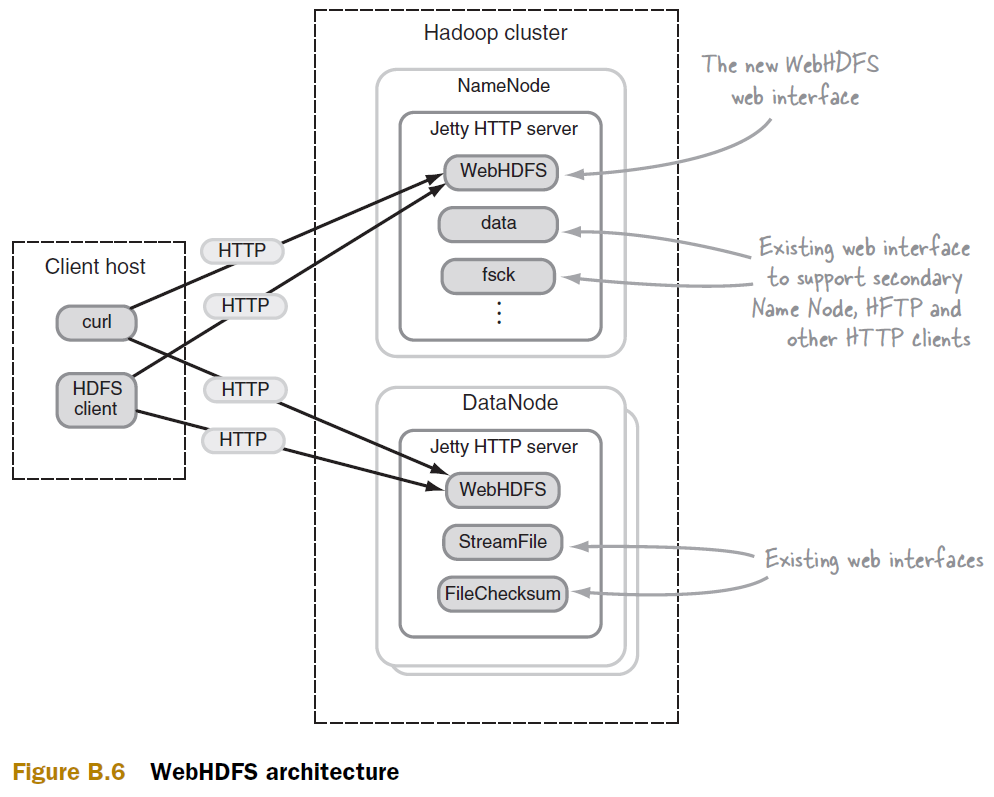 Hadoop cluster
NameNode
Jetty HTTP server
WebHDFS
data
fsck
The new WebHDFS
web interface
Existing web interface
to support secondary
Name Node, HFTP and
other HTTP clients
Client host
curl
HDFS
client
HTTP
HTTP
HTTP
HTTP
DataNode
Jetty HTTP server
WebHDFS
StreamFile
FileChecksum
Existing web interfaces
Figure B.6 WebHDFS architecture